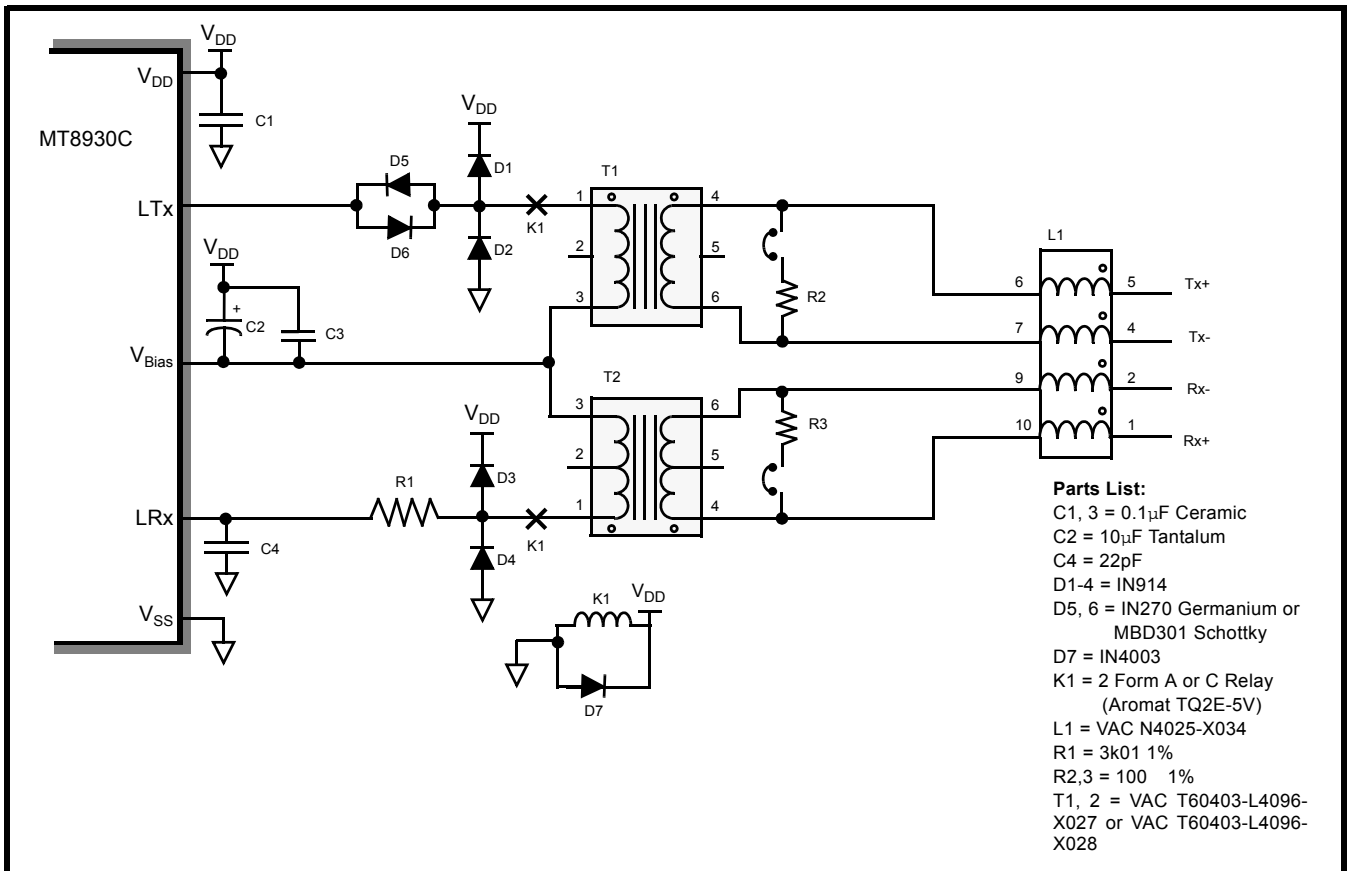 VDD
VDD
C1
MT8930C
VDD
D5
D1
T1
LTx
1
4
K1
D6
D2
2
5
L1
VDD
3
6
R2
6
5
Tx+
+
C2
C3
7
4
Tx-
VBias
T2
9
2
Rx-
VDD
3
6
R3
10
1
Rx+
D3
2
5
R1
1
4
LRx
K1
C4
D4
VSS
K1
VDD
D7
Parts List:
C1, 3 = 0.1μF Ceramic
C2 = 10μF Tantalum
C4 = 22pF
D1-4 = IN914
D5, 6 = IN270 Germanium or
MBD301 Schottky
D7 = IN4003
K1 = 2 Form A or C Relay
(Aromat TQ2E-5V)
L1 = VAC N4025-X034
R1 = 3k01 1%
R2,3 = 100 1%
T1, 2 = VAC T60403-L4096-
X027 or VAC T60403-L4096-
X028